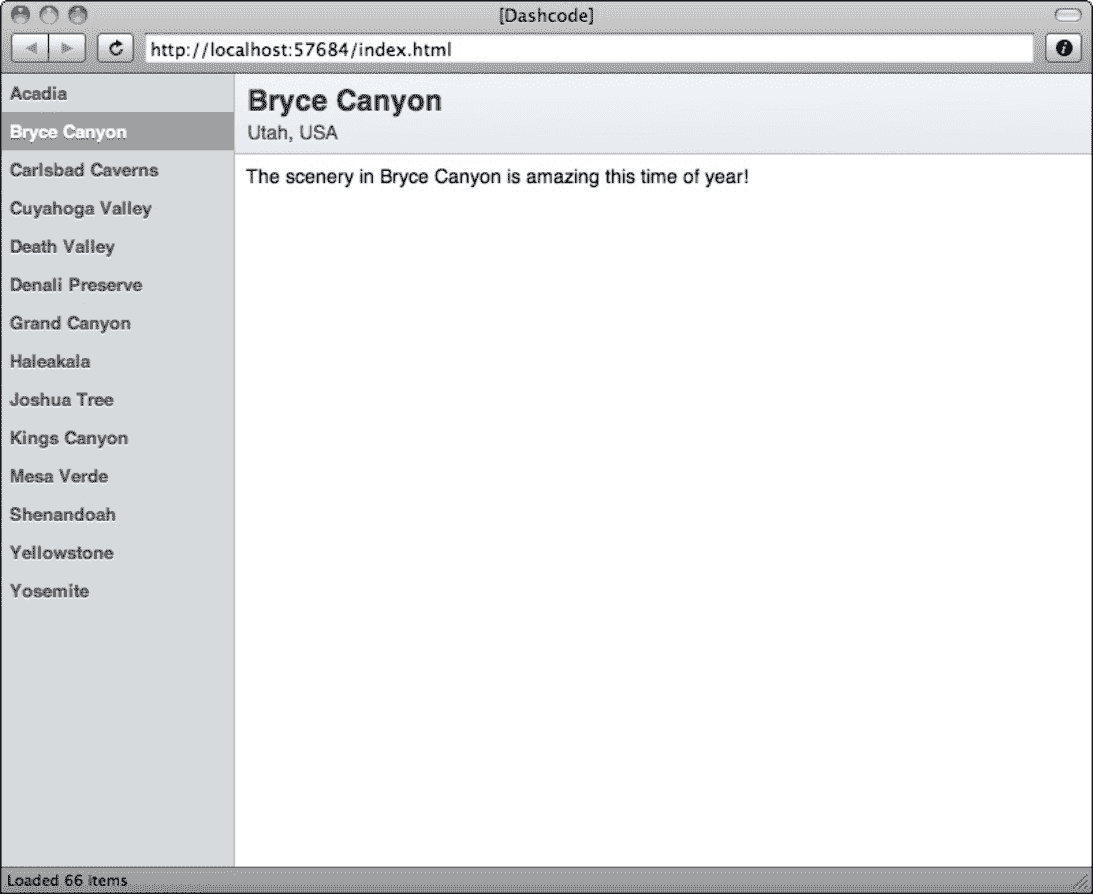 [Dashcode]
http://localhost:57684/index.html
Acadia
Bryce Canyon
Carlsbad Caverns
Cuyahoga Valley
Death Valley
Denali Preserve
Grand Canyon
Haleakala
Joshua Tree
Kings Canyon
Mesa Verde
Shenandoah
Yellowstone
Yosemite
Bryce Canyon
Utah, USA
The scenery in Bryce Canyon is amazing this time of year!
Loaded 66 items